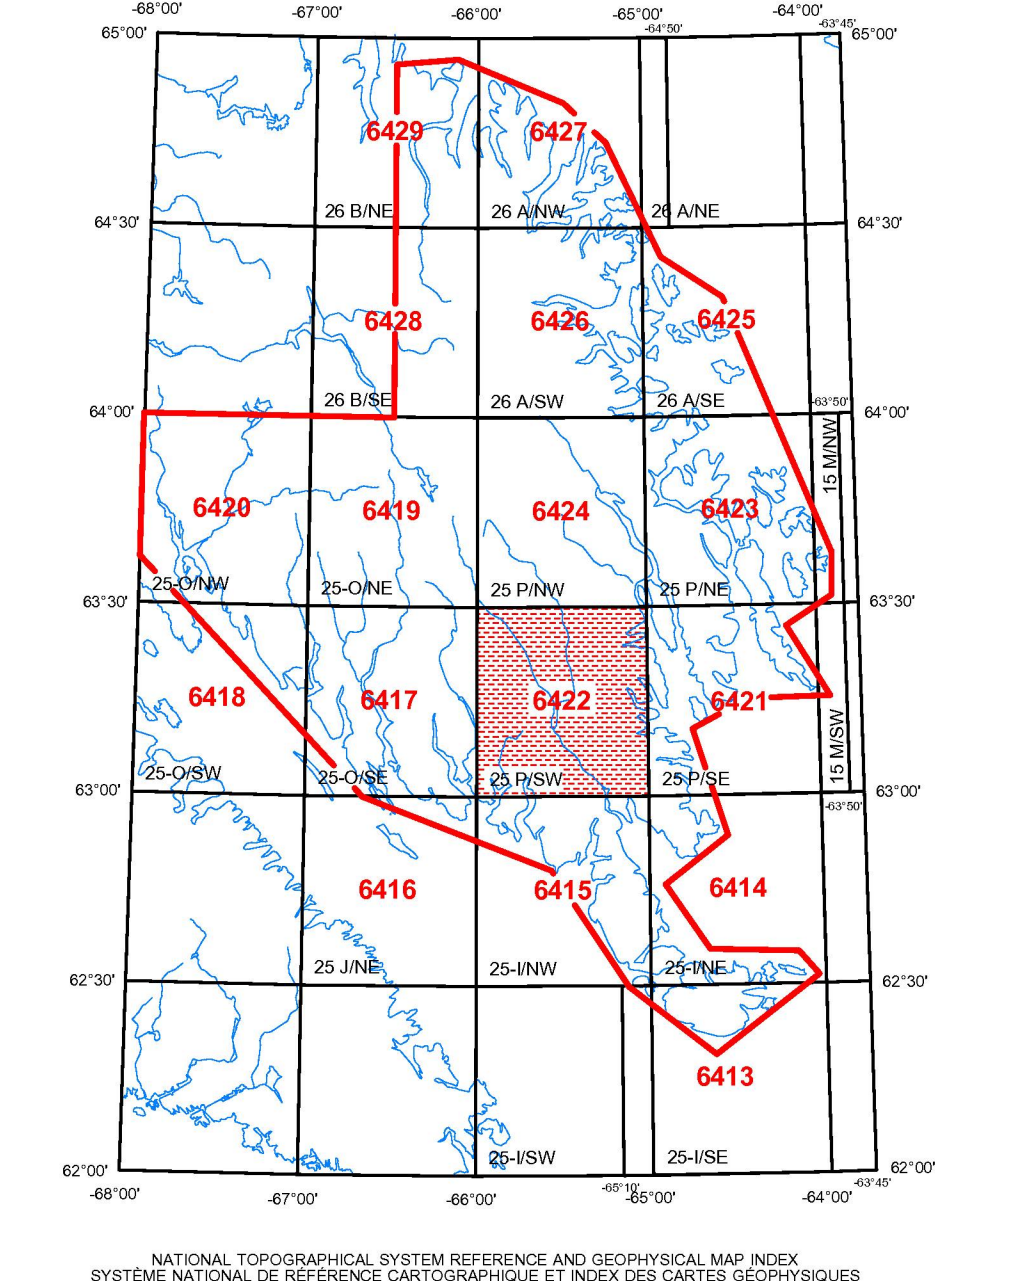 -68°00' -67°00' -66°00' -65°00' -64°00'
-64°50' -63°45'
65°00' 65°00'
6429 6427
26 B/NE 26 A/NW 26 A/NE
64°30' 64°30'
6428 6426 6425
26 B/SE 26 A/SW 26 A/SE -63°50'
64°00' 64°00'
15 M/NW
6420 6419 6424 6423
25-O/NW 25-O/NE 25 P/NW 25 P/NE
63°30' 63°30'
6418 6417 6422 6421
15 M/SW
25-O/SW 25-O/SE 25 P/SW 25 P/SE
63°00' 63°00'
-63°50'
6416 6415 6414
25 J/NE 25-I/NW 25-I/NE
62°30' 62°30'
6413
25-I/SW 25-I/SE
62°00' 62°00'
-65°10' -63°45'
-68°00' -67°00' -66°00' -65°00' -64°00'
NATIONAL TOPOGRAPHICAL SYSTEM REFERENCE AND GEOPHYSICAL MAP INDEX
SYSTÈME NATIONAL DE RÉFÉRENCE CARTOGRAPHIQUE ET INDEX DES CARTES GÉOPHYSIQUES